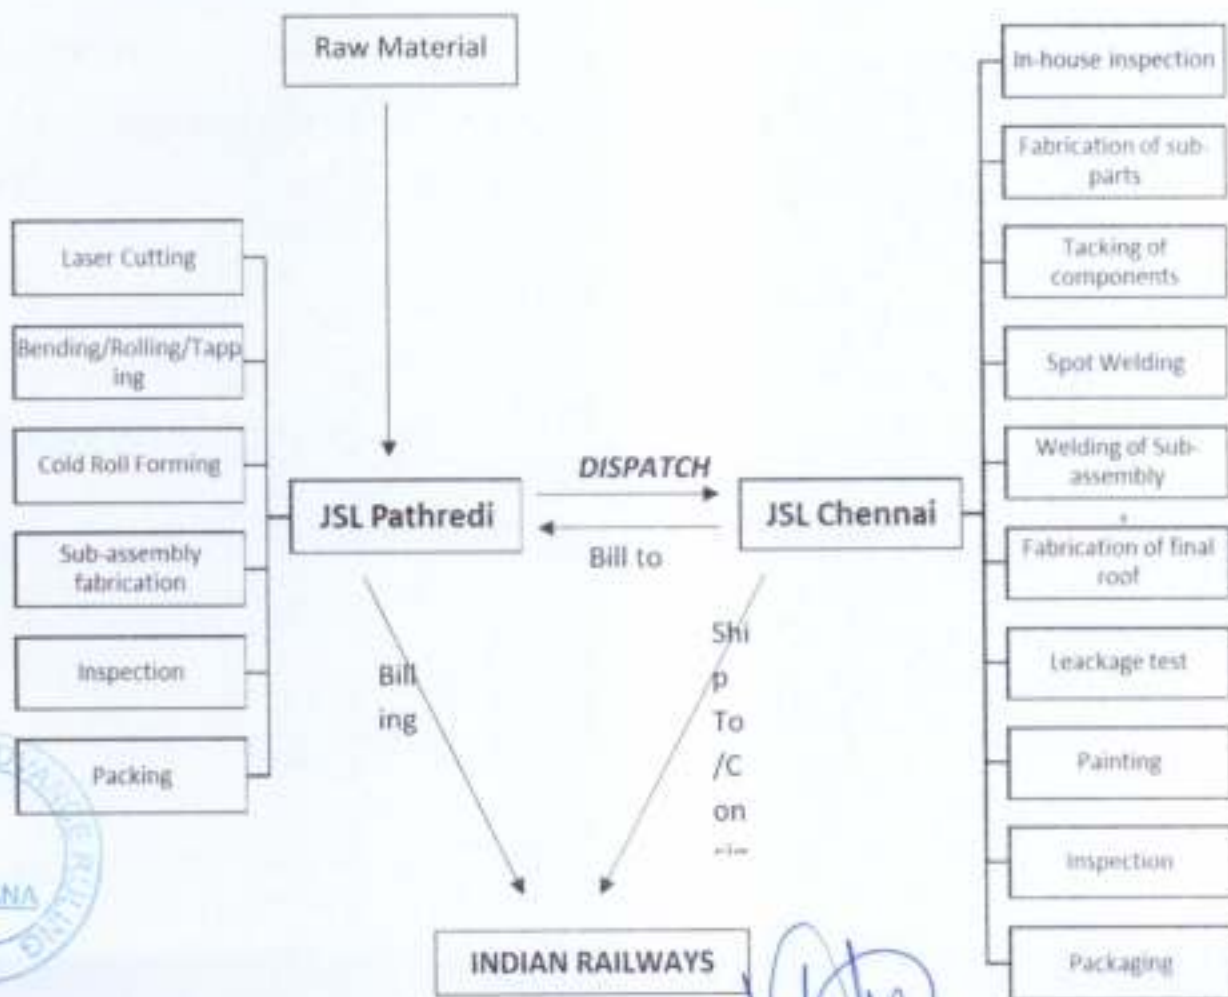 Raw Material
In-house inspection
Fabrication of sub-
parts
Tacking of
components
Spot Welding
Welding of Sub-
assembly
Fabrication of final
roof
Leackage test
Painting
Inspection
Packaging
Laser Cutting
Bending/Rolling/Tapp
ing
Cold Roll Forming
Sub-assembly
fabrication
Inspection
Packing
JSL Pathredi
DISPATCH
Bill to
JSL Chennai
Bill
ing
Shi
p
To
/C
on
INDIAN RAILWAYS
RULING